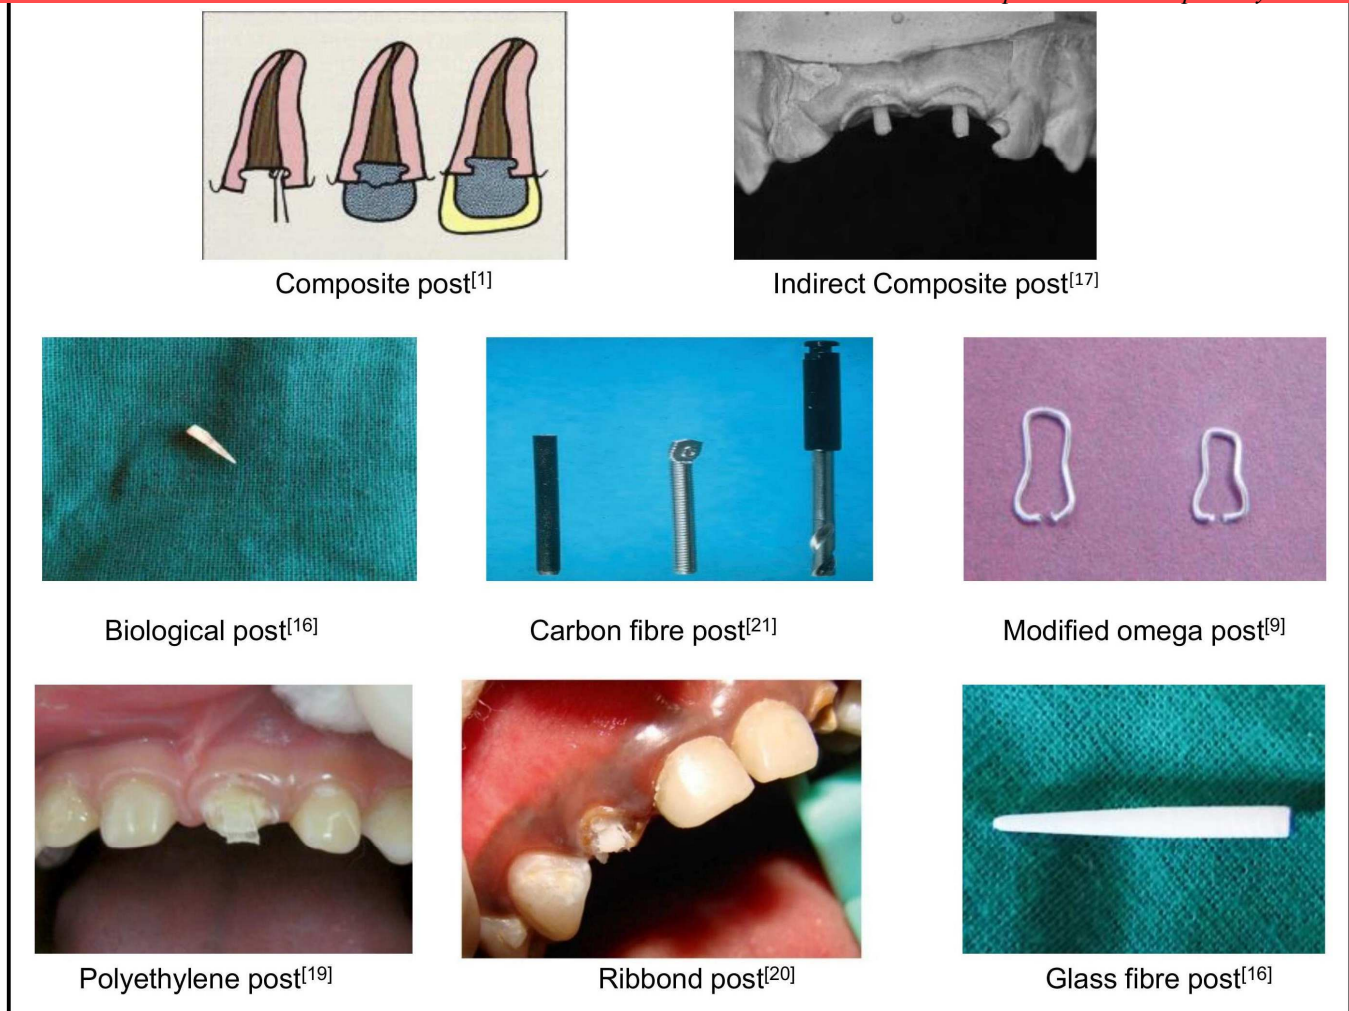 Composite post[1]
Indirect Composite post[17]
Biological post[16]
Carbon fibre post[21]
Modified omega post[9]
Polyethylene post[19]
Ribbond post[20]
Glass fibre post[16]